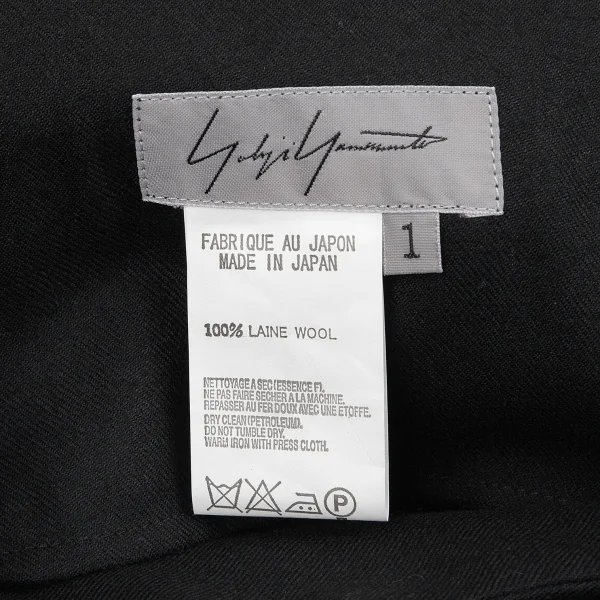 Yohji Yamamoto
1
FABRIQUE AU JAPON
MADE IN JAPAN
100% LAINE WOOL
NETTOYAGE A SEC(ESSENCE F).
NE PAS FAIRE SÉCHER A LA MACHINE.
REPASSER AU FER DOUX AVEC UNE ETOFFE.
DRY CLEAN(PETROLEUM).
DO NOT TUMBLE DRY.
WARM IRON WITH PRESS CLOTH.
P